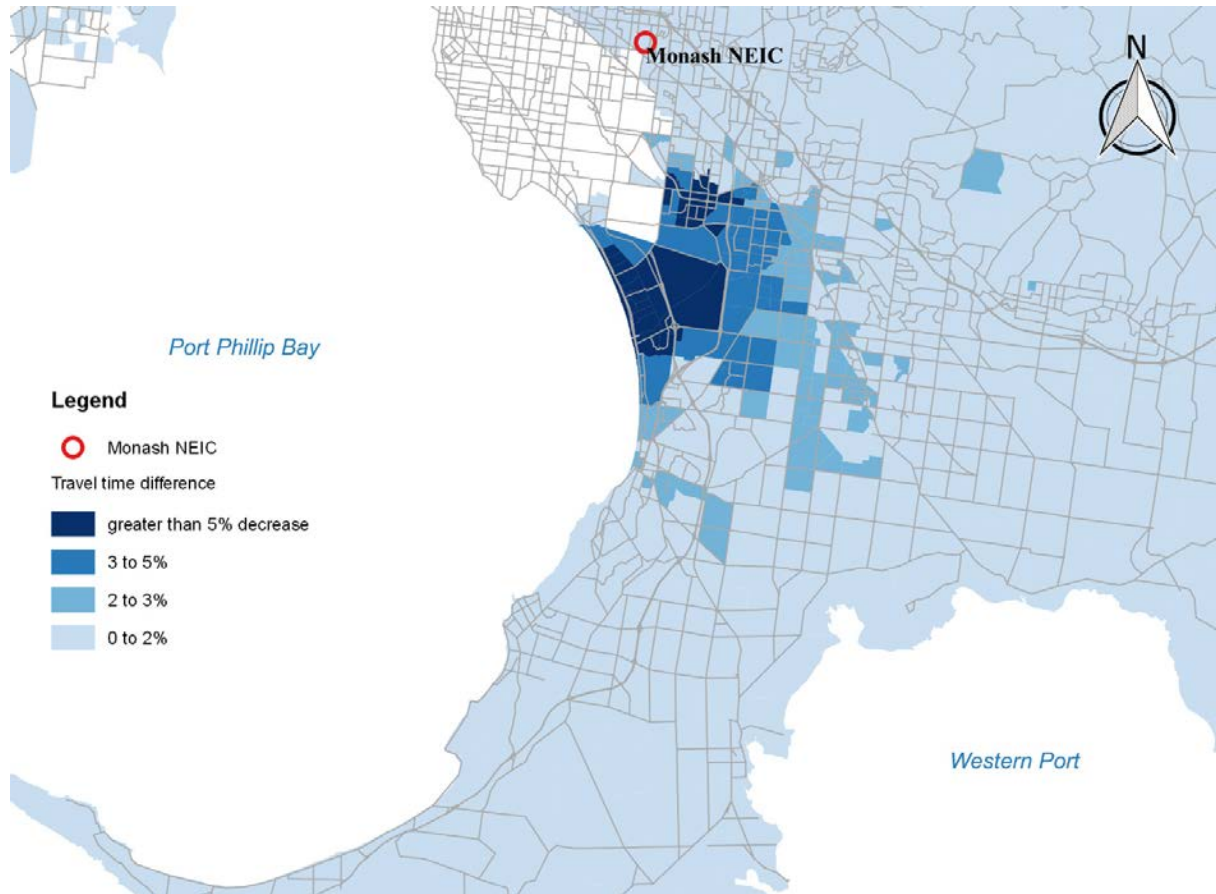 Monash NEIC
N
Port Phillip Bay
Legend
Monash NEIC
Travel time difference
greater than 5% decrease
3 to 5%
2 to 3%
0 to 2%
Western Port